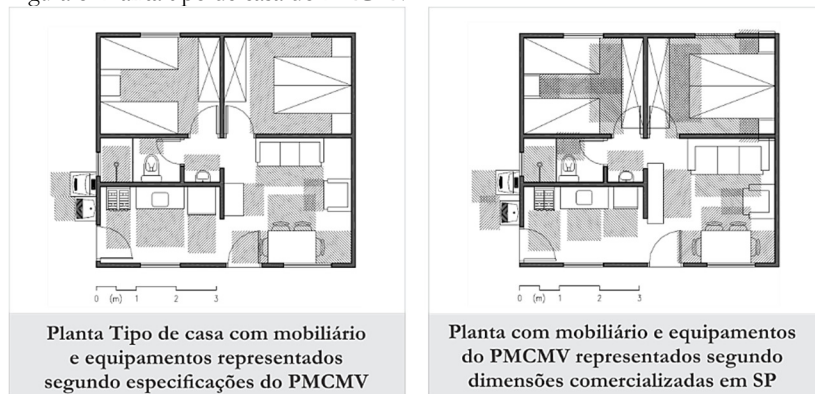 0 (m) 1 2 3
Planta Tipo de casa com mobiliário
e equipamentos representados
segundo especificações do PMCMV
0 (m) 1 2 3
Planta com mobiliário e equipamentos
do PMCMV representados segundo
dimensões comercializadas em SP